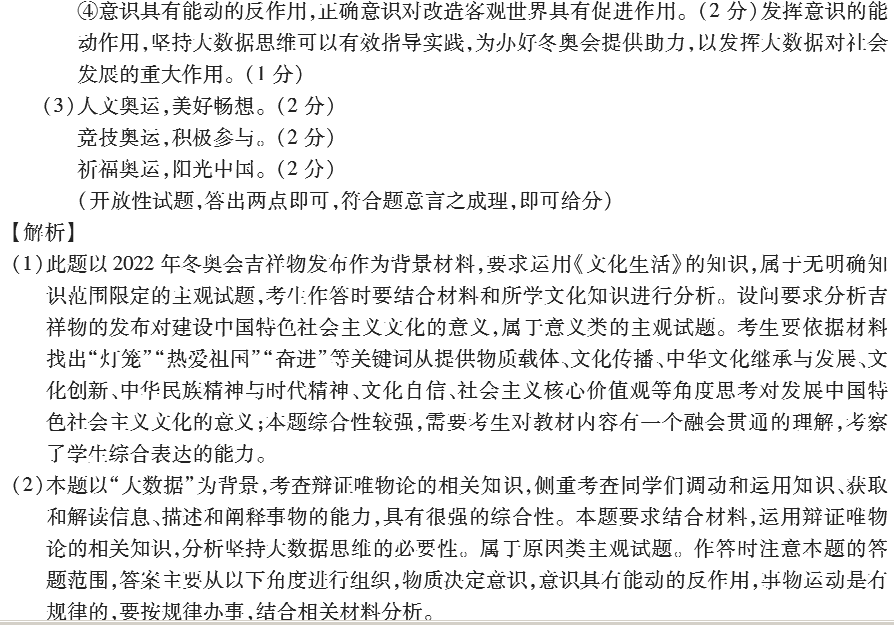 ④意识具有能动的反作用,正确意识对改造客观世界具有促进作用。(2 分)发挥意识的能
动作用,坚持大数据思维可以有效指导实践,为办好冬奥会提供助力,以发挥大数据对社会
发展的重大作用。(1 分)
(3)人文奥运,美好畅想。(2 分)
竞技奥运,积极参与。(2 分)
祈福奥运,阳光中国。(2 分)
(开放性试题,答出两点即可,符合题意言之成理,即可给分)
【解析】
(1)此题以 2022 年冬奥会吉祥物发布作为背景材料,要求运用《文化生活》的知识,属于无明确知
识范围限定的主观试题,考生作答时要结合材料和所学文化知识进行分析。设问要求分析吉
祥物的发布对建设中国特色社会主义文化的意义,属于意义类的主观试题。考生要依据材料
找出“灯笼”“热爱祖国”“奋进”等关键词从提供物质载体、文化传播、中华文化继承与发展、文
化创新、中华民族精神与时代精神、文化自信、社会主义核心价值观等角度思考对发展中国特
色社会主义文化的意义;本题综合性较强,需要考生对教材内容有一个融会贯通的理解,考察
了学生综合表达的能力。
(2)本题以“大数据”为背景,考查辩证唯物论的相关知识,侧重考查同学们调动和运用知识、获取
和解读信息、描述和阐释事物的能力,具有很强的综合性。本题要求结合材料,运用辩证唯物
论的相关知识,分析坚持大数据思维的必要性。属于原因类主观试题。作答时注意本题的答
题范围,答案主要从以下角度进行组织,物质决定意识,意识具有能动的反作用,事物运动是有
规律的,要按规律办事,结合相关材料分析。